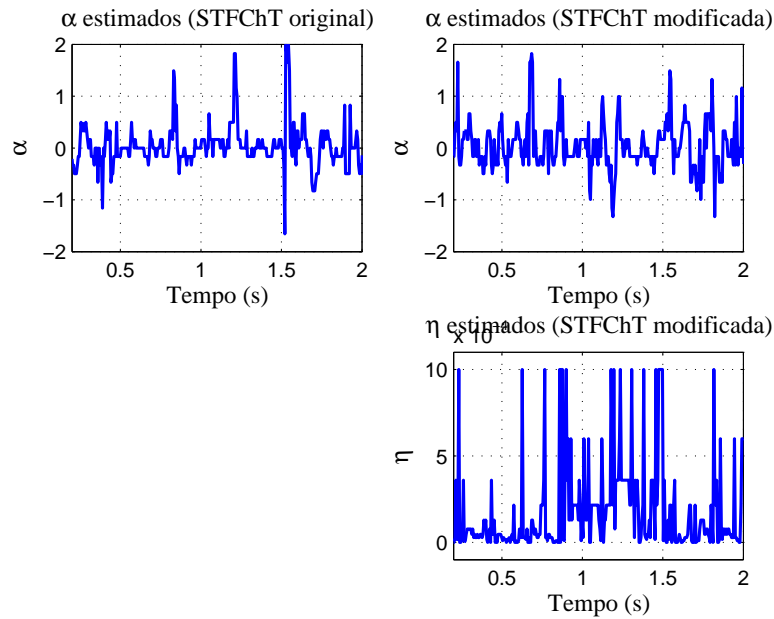 α estimados (STFChT original)
2
1
0
−1
−2
α
0.5 1 1.5 2
Tempo (s)
α estimados (STFChT modificada)
2
1
0
−1
−2
α
0.5 1 1.5 2
Tempo (s)
η estimados (STFChT modificada)
x 10
10
5
0
η
0.5 1 1.5 2
Tempo (s)